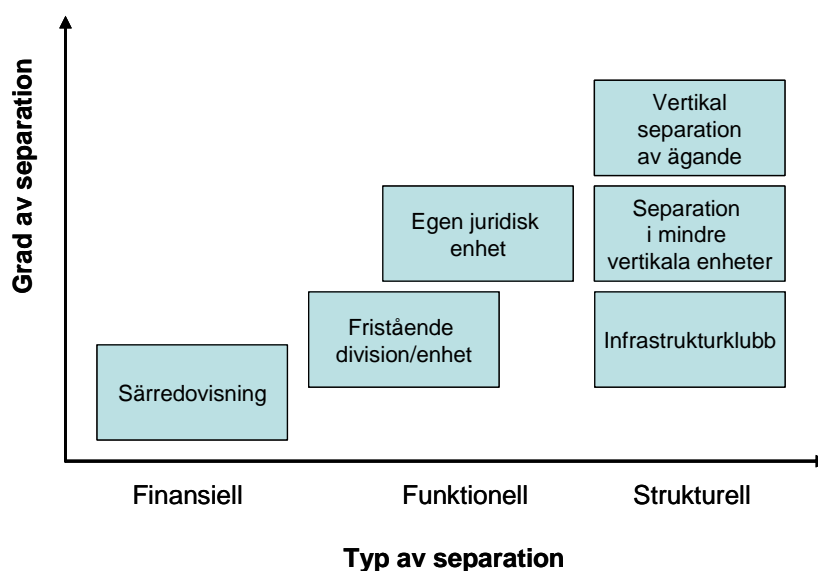 Grad av separation
Vertikal
separation
av ägande
Egen juridisk
enhet
Separation
i mindre
vertikala enheter
Fristående
division/enhet
Infrastrukturklubb
Särredovisning
Finansiell
Funktionell
Strukturell
Typ av separation